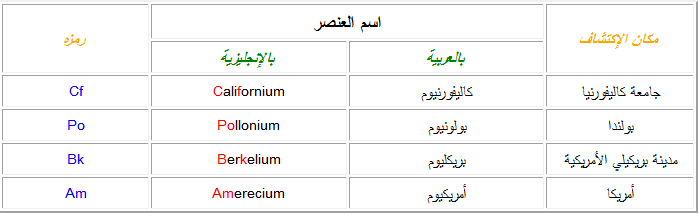 مكان الإكتشاف اسم العنصر رمزه
بالعربية بالإنجليزية
جامعة كاليفورنيا كاليفورنيوم Californium Cf
بولندا بولونيوم Pollonium Po
مدينة بريكيلي الأمريكية بريكليوم Berkelium Bk
أمريكا أمريكيوم Amerecium Am